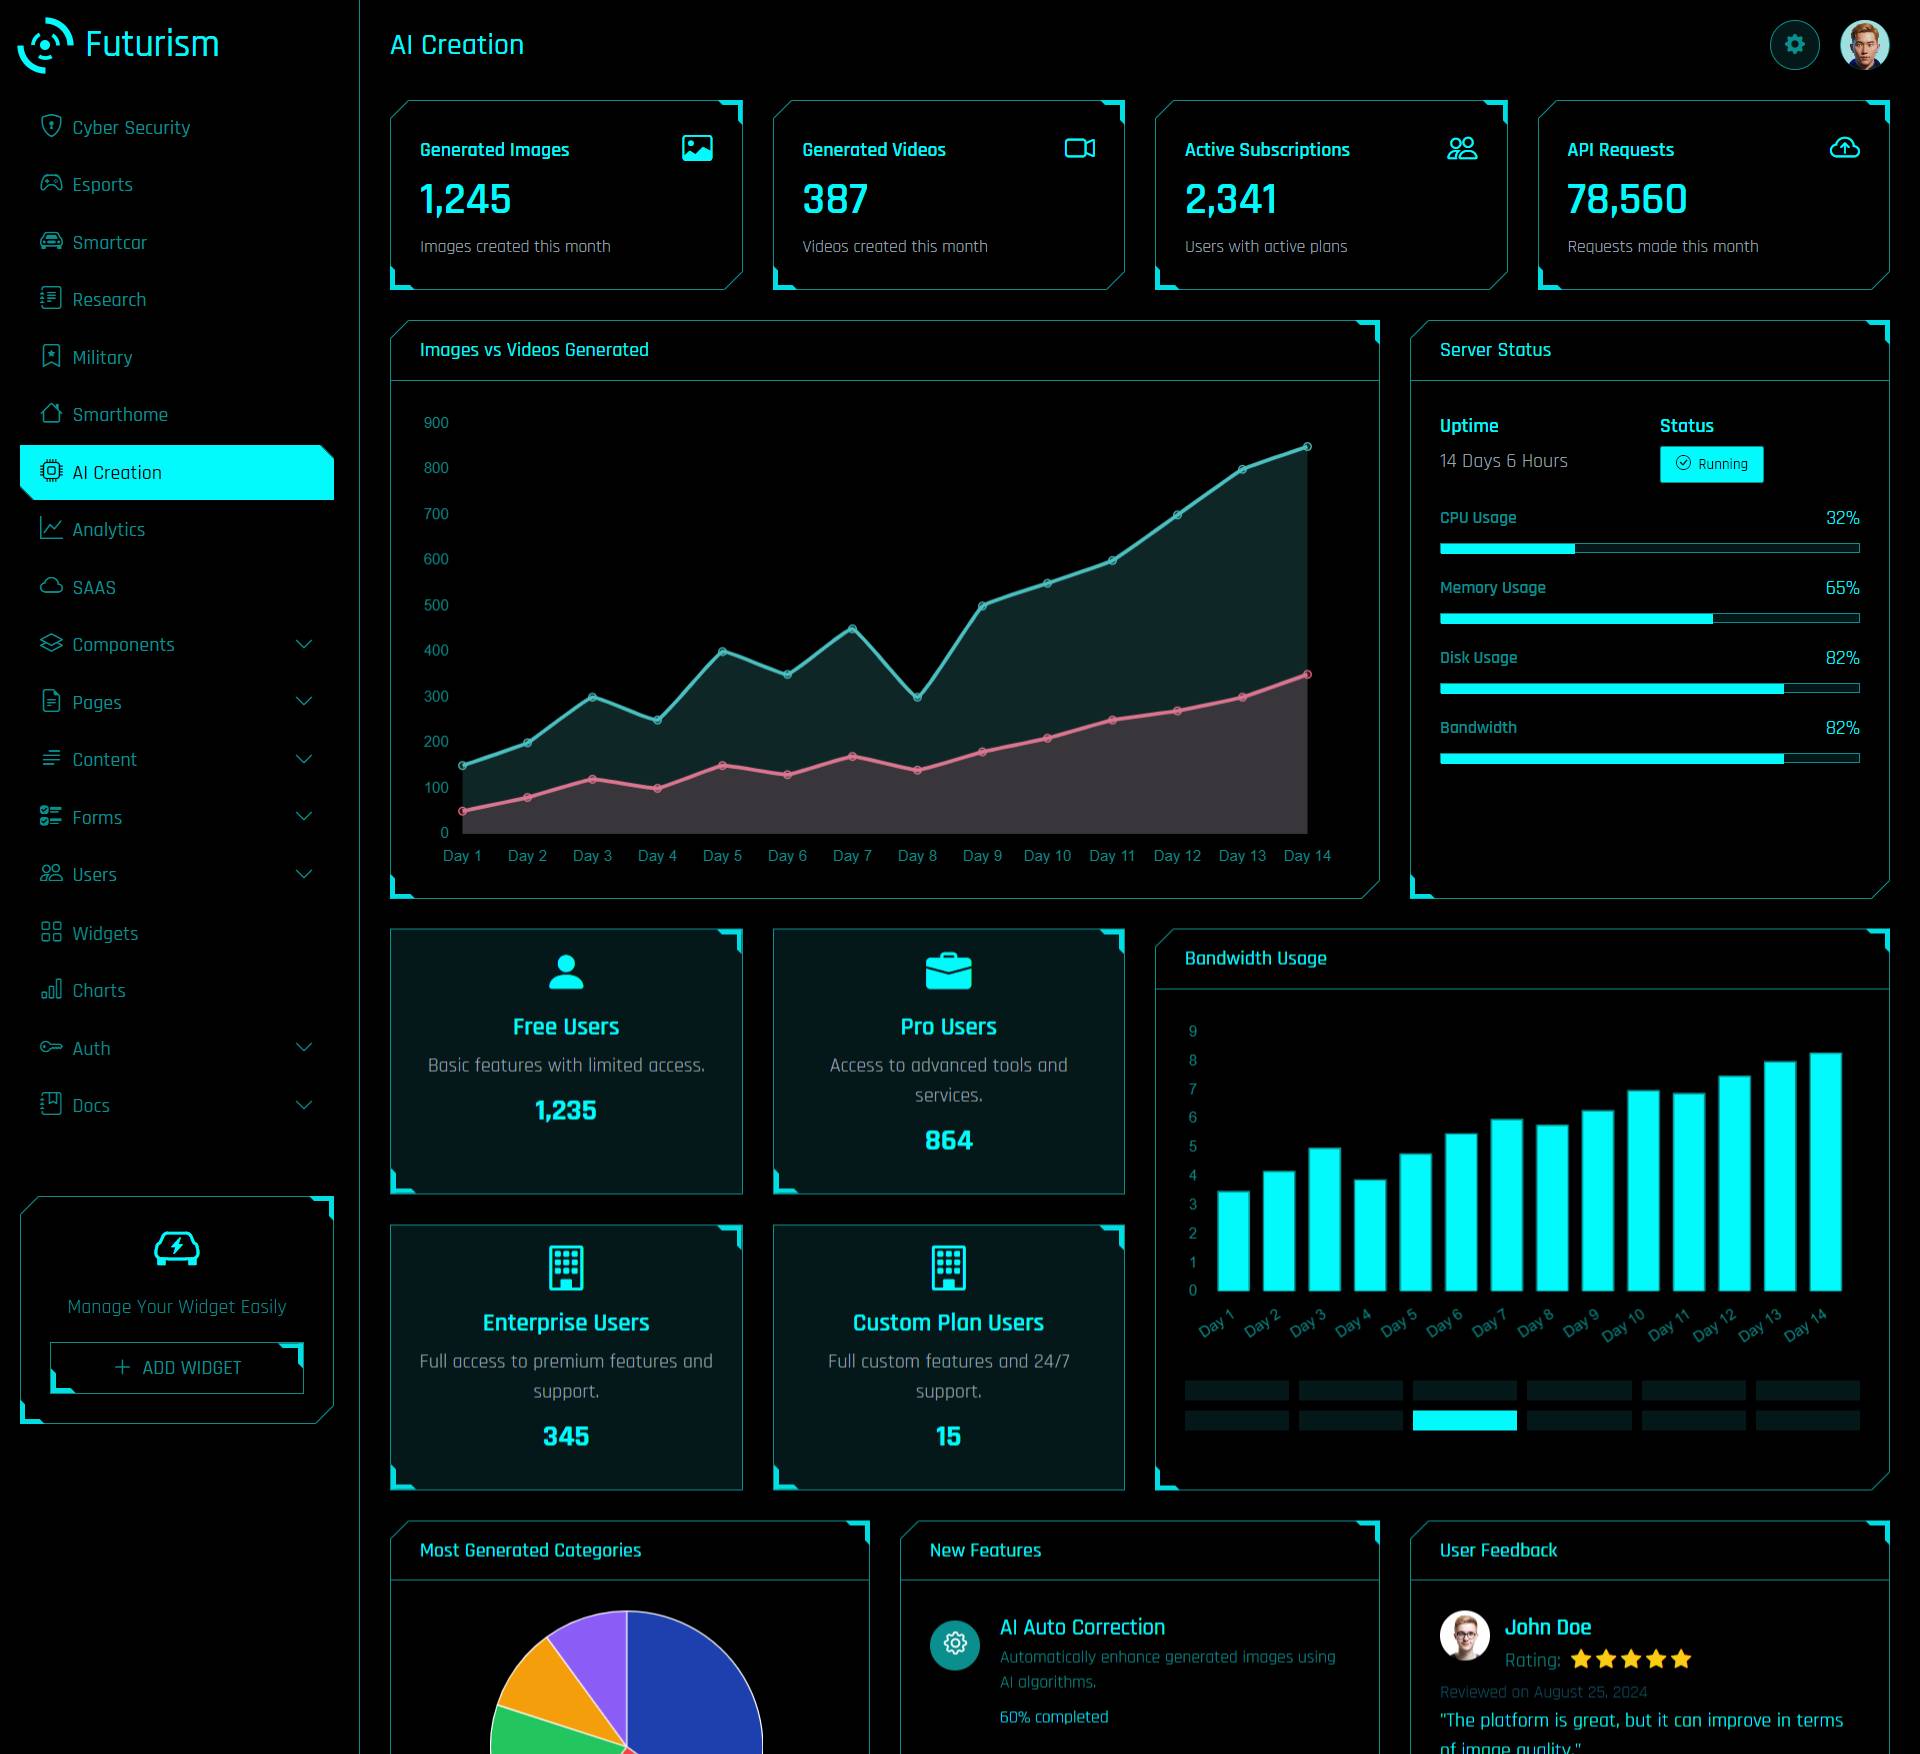 Futurism
AI Creation
Cyber Security
Esports
Smartcar
Research
Military
Smarthome
AI Creation
Analytics
SAAS
Components
Pages
Content
Forms
Users
Widgets
Charts
Auth
Docs
Manage Your Widget Easily
ADD WIDGET
Generated Images
1,245
Images created this month
Generated Videos
387
Videos created this month
Active Subscriptions
2,341
Users with active plans
API Requests
78,560
Requests made this month
Images vs Videos Generated
900
800
700
600
500
400
300
200
100
0
Day 1 Day 2 Day 3 Day 4 Day 5 Day 6 Day 7 Day 8 Day 9 Day 10 Day 11 Day 12 Day 13 Day 14
Server Status
Uptime
14 Days 6 Hours
Status
Running
CPU Usage 32%
Memory Usage 65%
Disk Usage 82%
Bandwidth 82%
Free Users
Basic features with limited access.
1,235
Pro Users
Access to advanced tools and
services.
864
Enterprise Users
Full access to premium features and
support.
345
Custom Plan Users
Full custom features and 24/7
support.
15
Bandwidth Usage
9
8
7
6
5
4
3
2
1
0
Day 1 Day 2 Day 3 Day 4 Day 5 Day 6 Day 7 Day 8 Day 9 Day 10 Day 11 Day 12 Day 13 Day 14
Most Generated Categories
New Features
AI Auto Correction
Automatically enhance generated images using
AI algorithms.
60% completed
User Feedback
John Doe
Rating:
Reviewed on August 25, 2024
"The platform is great, but it can improve in terms
of image quality."